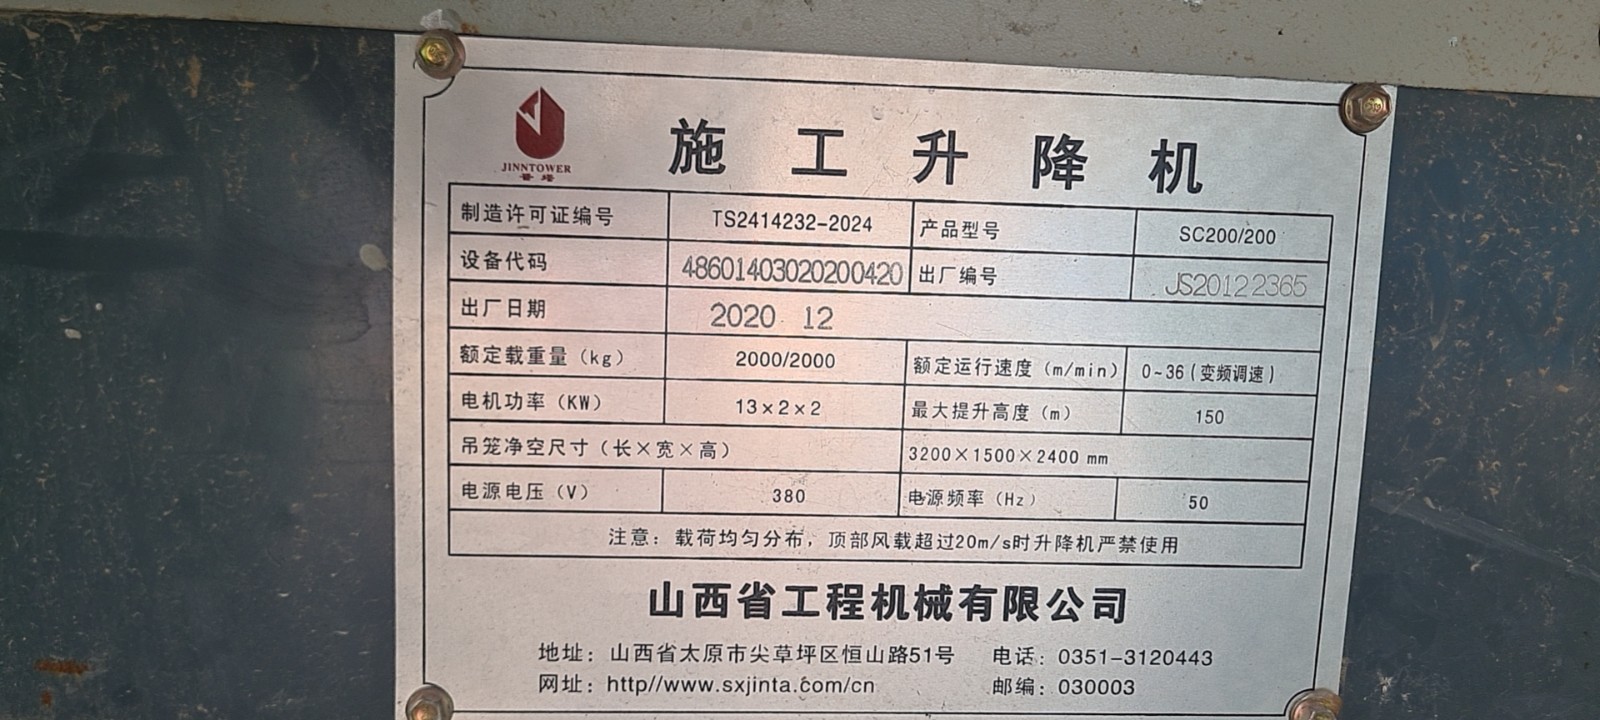 JINNTOWER
晋塔
施工升降机
制造许可证编号 TS2414232-2024 产品型号 SC200/200
设备代码 48601403020200420 出厂编号 JS20122365
出厂日期 2020 12
额定载重量（kg） 2000/2000 额定运行速度（m/min） 0~36（变频调速）
电机功率（KW） 13×2×2 最大提升高度（m） 150
吊笼净空尺寸（长×宽×高） 3200×1500×2400 mm
电源电压（V） 380 电源频率（Hz） 50
注意：载荷均匀分布，顶部风载超过20m/s时升降机严禁使用
山西省工程机械有限公司
地址：山西省太原市尖草坪区恒山路51号 电话：0351-3120443
网址：http//www.sxjinta.com/cn 邮编：030003